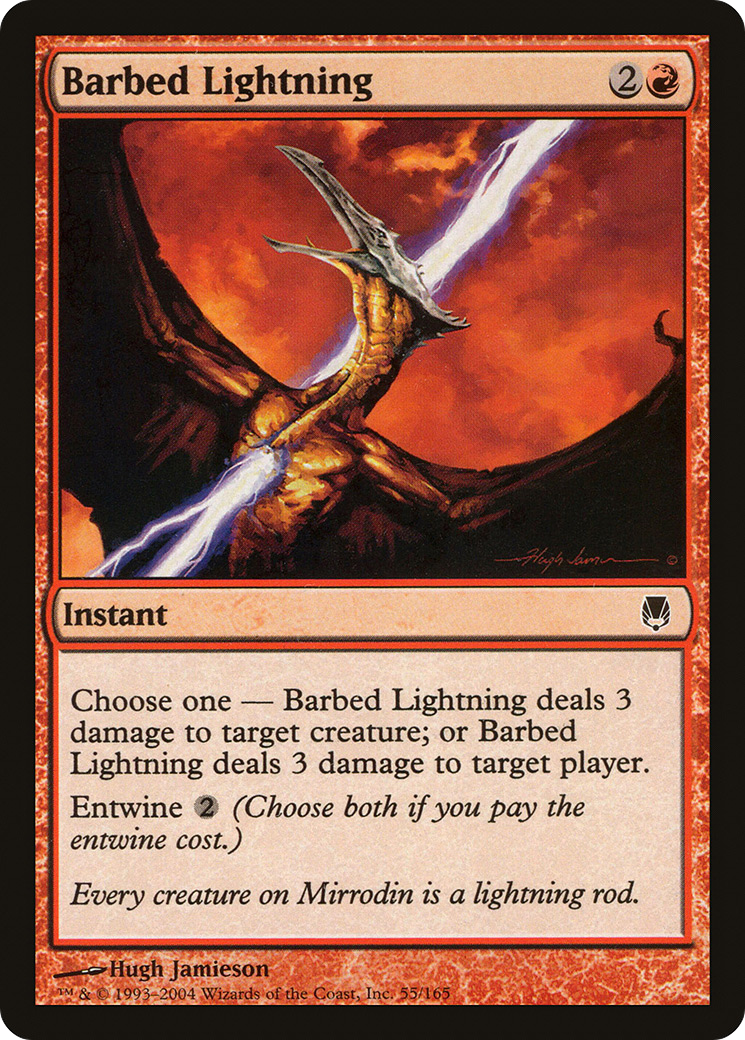 Barbed Lightning 2
Hugh Jamieson ©
Instant
Choose one — Barbed Lightning deals 3
damage to target creature; or Barbed
Lightning deals 3 damage to target player.
Entwine 2 (Choose both if you pay the
entwine cost.)
Every creature on Mirrodin is a lightning rod.
Hugh Jamieson
™ & © 1993–2004 Wizards of the Coast, Inc. 55/165